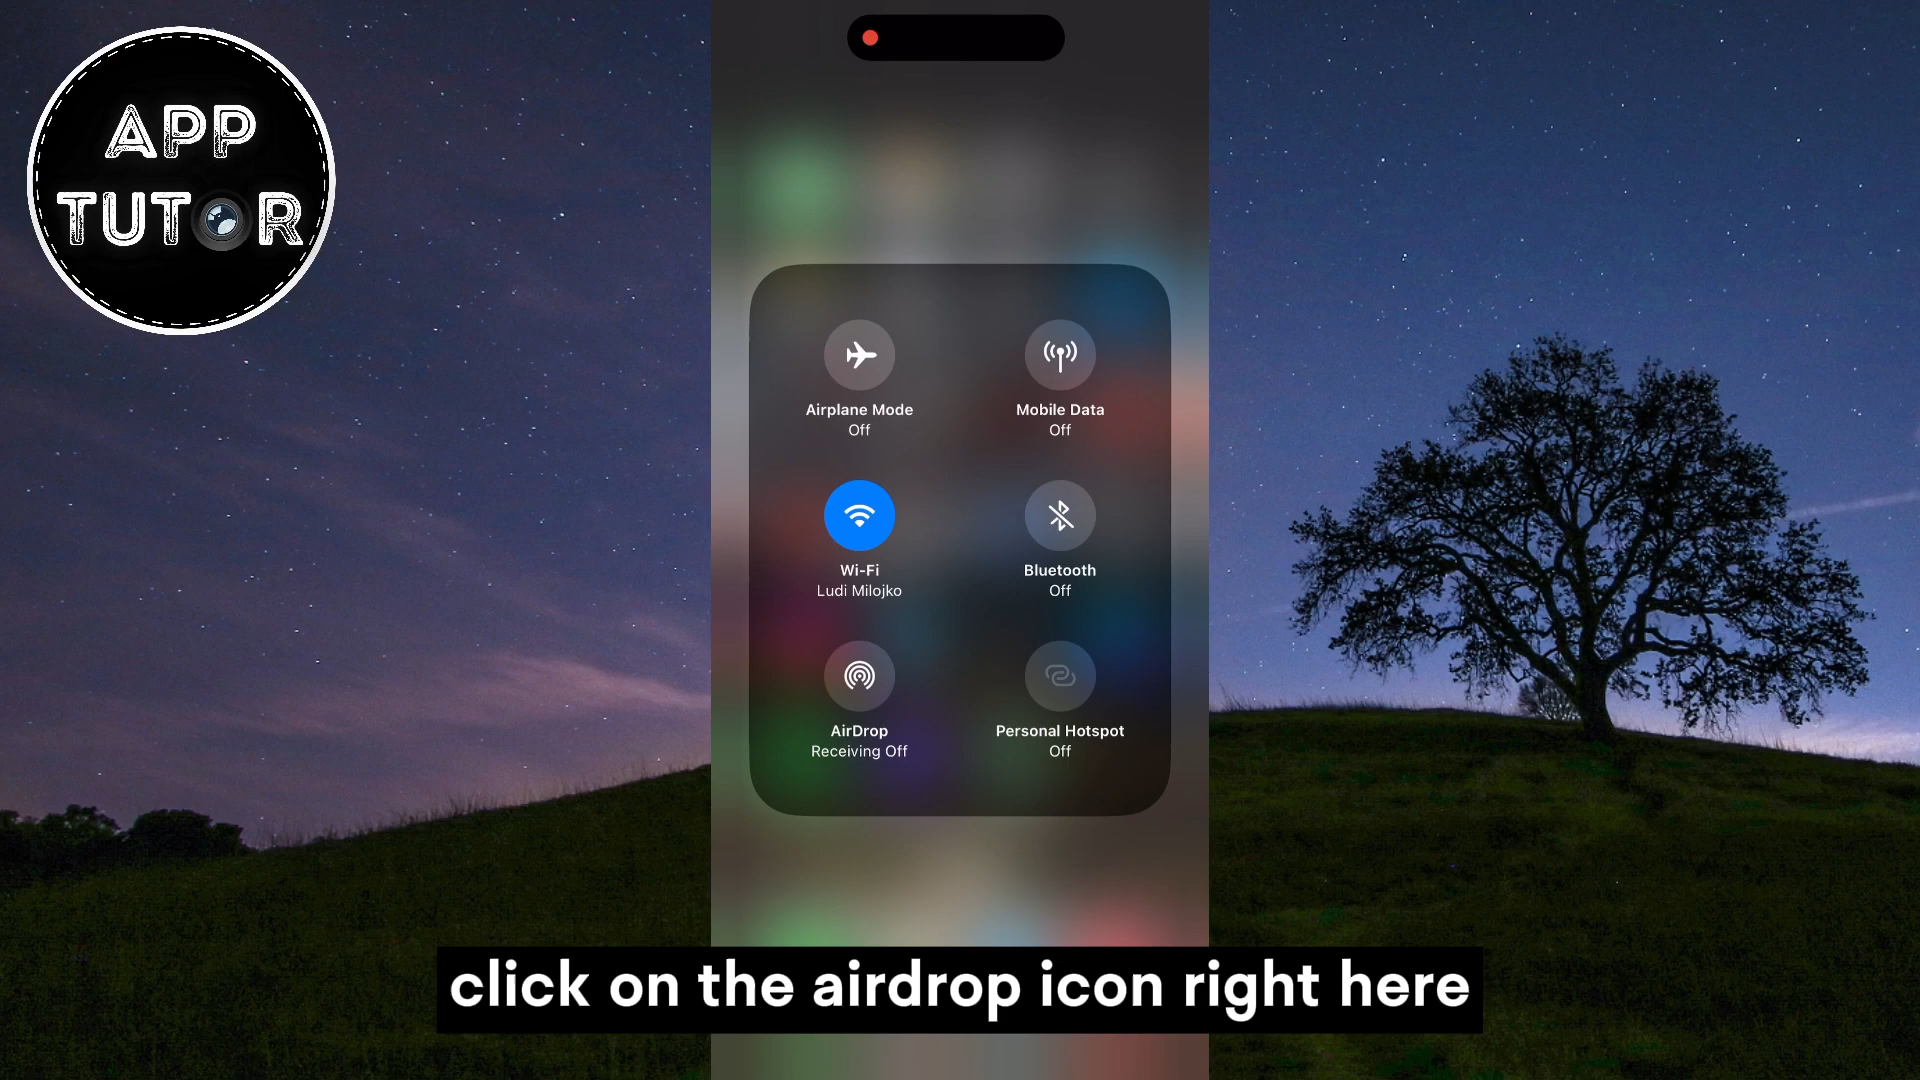 APP
TUTOR
Airplane Mode
Off
Mobile Data
Off
Wi-Fi
Ludi Milojko
Bluetooth
Off
AirDrop
Receiving Off
Personal Hotspot
Off
click on the airdrop icon right here